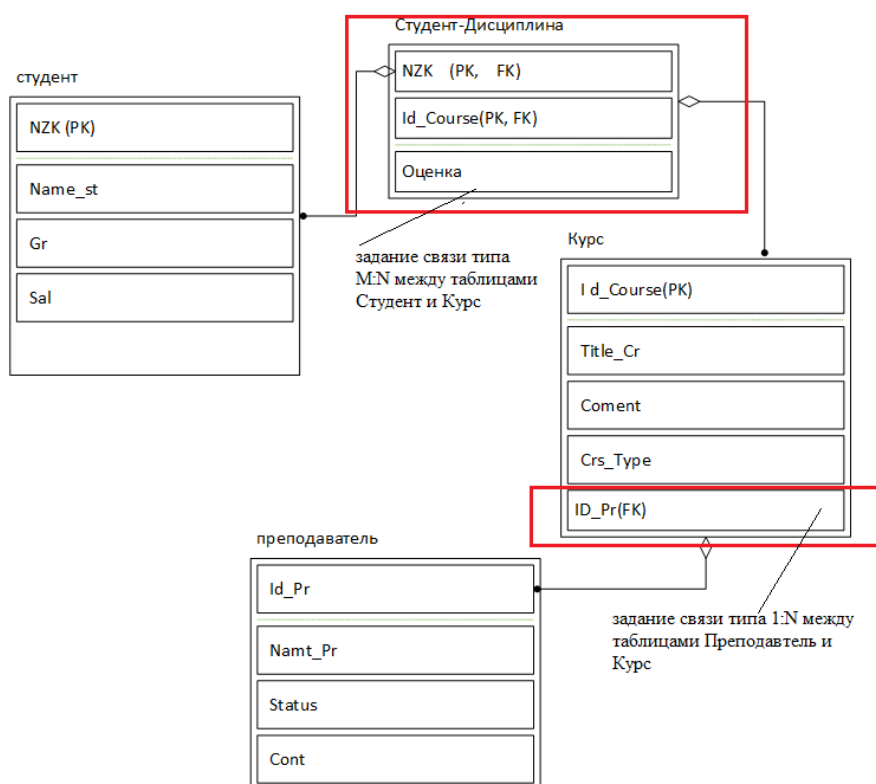 Студент-Дисциплина
NZK (PK, FK)
Id_Course(PK, FK)
Оценка
студент
NZK (PK)
Name_st
Gr
Sal
задание связи типа
M:N между таблицами
Студент и Курс
Курс
I d_Course(PK)
Title_Cr
Coment
Crs_Type
ID_Pr(FK)
преподаватель
Id_Pr
Namt_Pr
Status
Cont
задание связи типа 1:N между
таблицами Преподавтель и
Курс